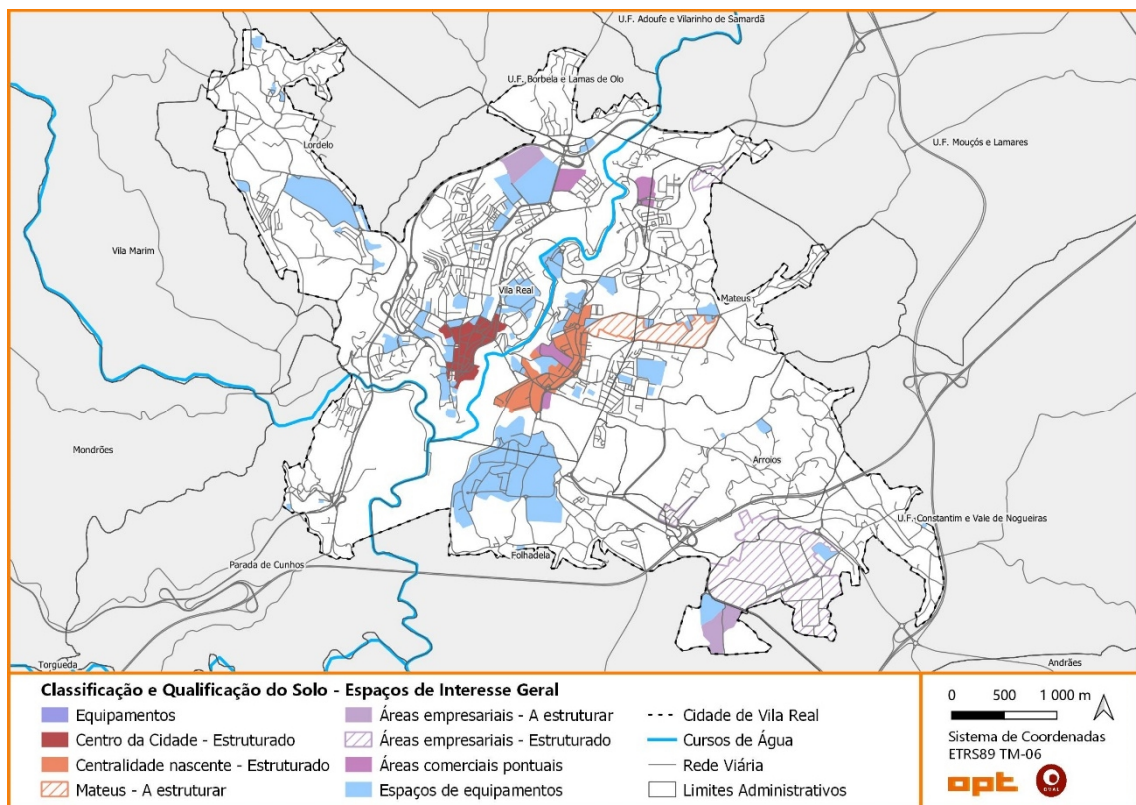 U.F. Adoufe e Vilarinho de Samardã
U.F. Borbela e Lamas de Olo
Lordelo
U.F. Mouçós e Lamares
Vila Marim
Vila Real
Mateus
Mondrões
Arroios
U.F. Constantim e Vale de Nogueiras
Folhadela
Parada de Cunhos
Torgueda
Andrães
Classificação e Qualificação do Solo - Espaços de Interesse Geral
Equipamentos
Centro da Cidade - Estruturado
Centralidade nascente - Estruturado
Mateus - A estruturar
Áreas empresariais - A estruturar
Áreas empresariais - Estruturado
Áreas comerciais pontuais
Espaços de equipamentos
Cidade de Vila Real
Cursos de Água
Rede Viária
Limites Administrativos
0 500 1 000 m
Sistema de Coordenadas
ETRS89 TM-06
opt